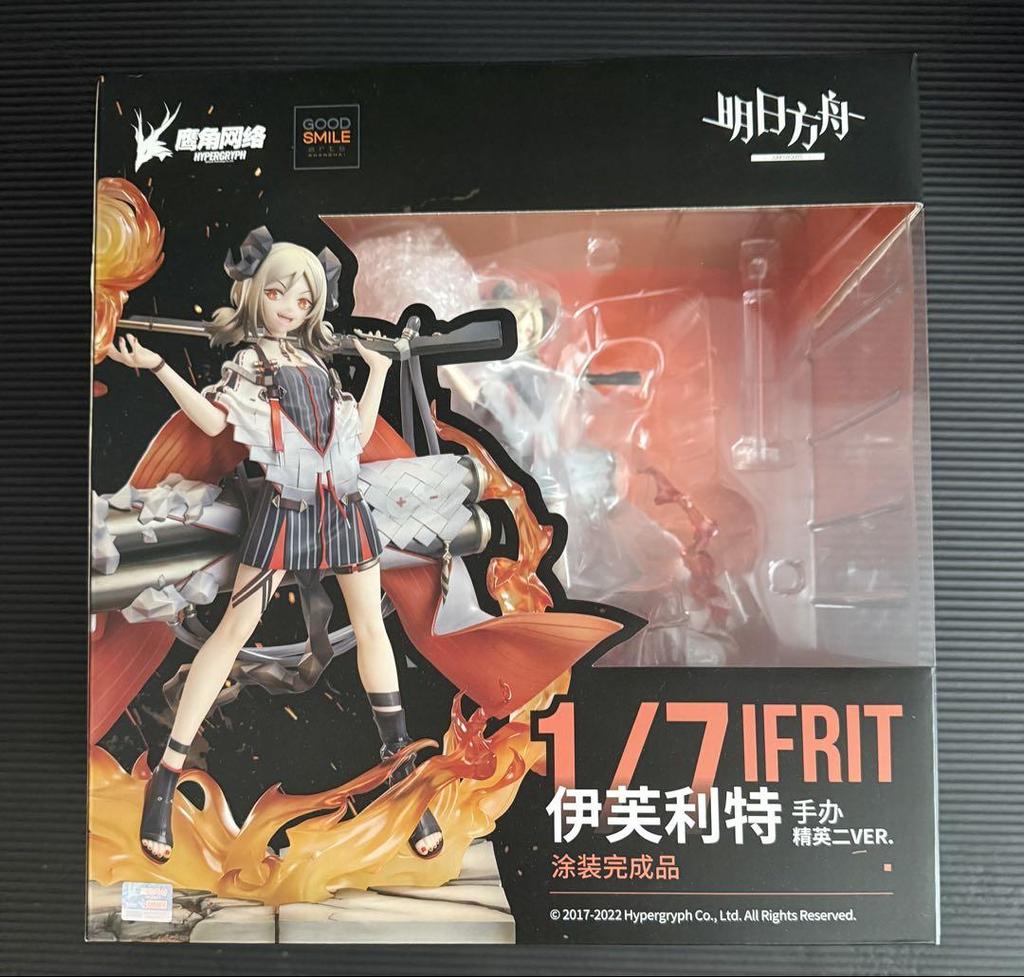 鹰角网络
HYPERGRYPH
GOOD
SMILE
arts
SHANGHAI
明日方舟
ARKNIGHTS
1/7 IFRIT
伊芙利特 手办
精英二VER.
涂装完成品
© 2017-2022 Hypergryph Co., Ltd. All Rights Reserved.